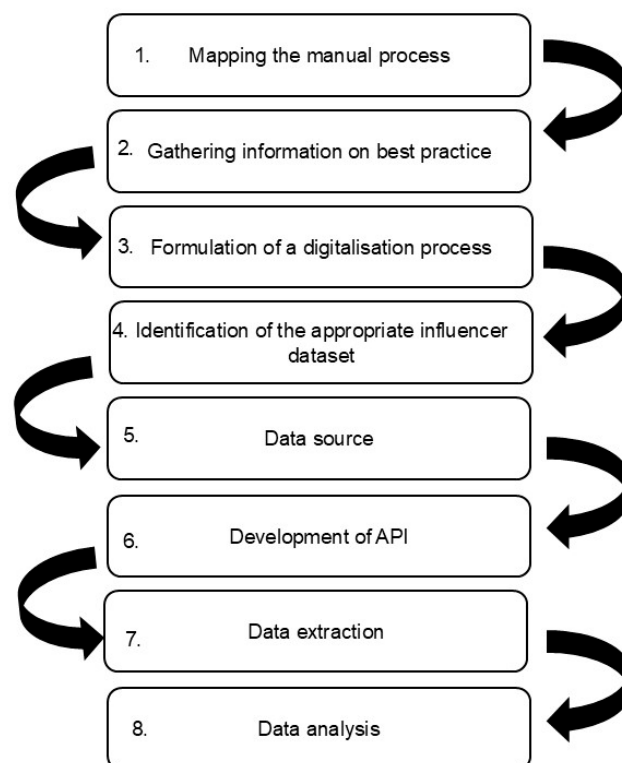 1. Mapping the manual process
2. Gathering information on best practice
3. Formulation of a digitalisation process
4. Identification of the appropriate influencer
dataset
5. Data source
6. Development of API
7. Data extraction
8. Data analysis